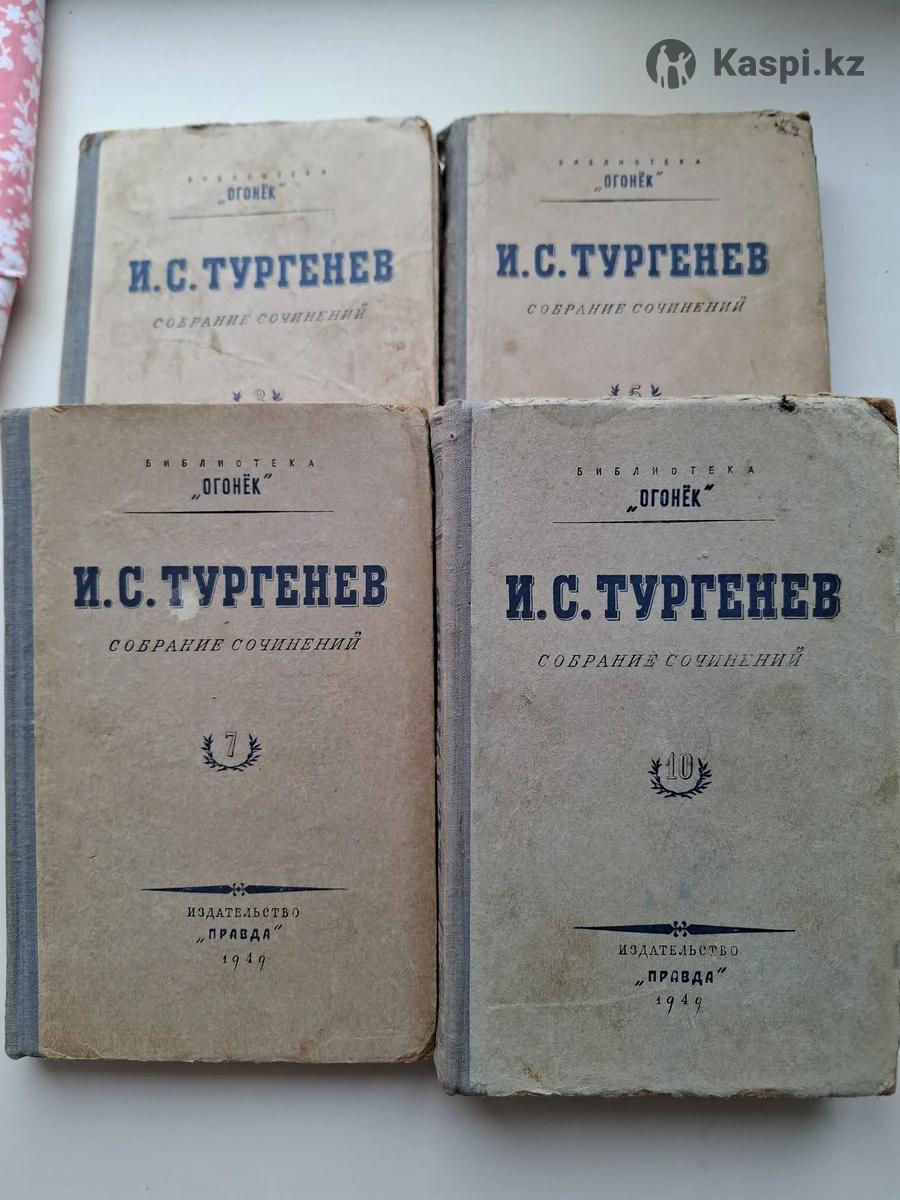 Kaspi.kz
БИБЛИОТЕКА
„ОГОНЁК"
И.С.ТУРГЕНЕВ
СОБРАНИЕ СОЧИНЕНИЙ
БИБЛИОТЕКА
„ОГОНЁК"
И.С.ТУРГЕНЕВ
СОБРАНИЕ СОЧИНЕНИЙ
5
БИБЛИОТЕКА
„ОГОНЁК"
И.С.ТУРГЕНЕВ
СОБРАНИЕ СОЧИНЕНИЙ
7
ИЗДАТЕЛЬСТВО
„ПРАВДА"
1949
БИБЛИОТЕКА
„ОГОНЁК"
И.С.ТУРГЕНЕВ
СОБРАНИЕ СОЧИНЕНИЙ
10
ИЗДАТЕЛЬСТВО
„ПРАВДА"
1949